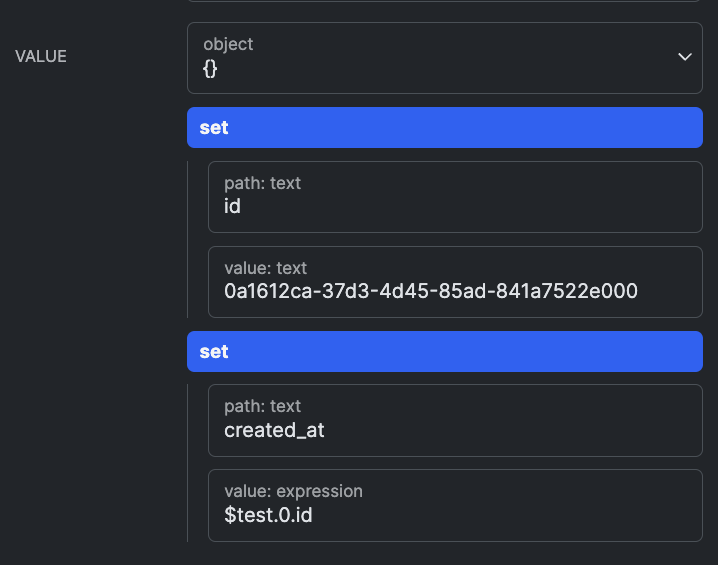 VALUE
object
{}
set
path: text
id
value: text
0a1612ca-37d3-4d45-85ad-841a7522e000
set
path: text
created_at
value: expression
$test.0.id